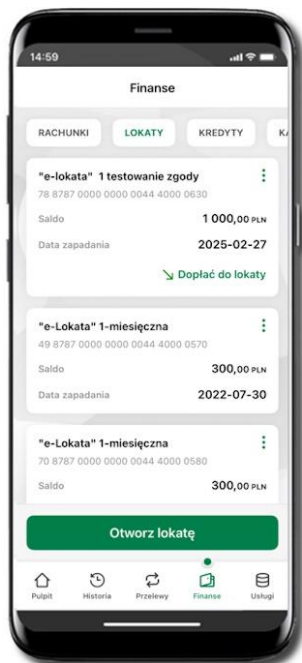 14:59
Finanse
RACHUNKI LOKATY KREDYTY
"e-lokata" 1 testowanie zgody
78 8787 0000 0000 0044 4000 0630
Saldo 1 000,00 PLN
Data zapadania 2025-02-27
Dopłać do lokaty
"e-Lokata" 1-miesięczna
49 8787 0000 0000 0044 4000 0570
Saldo 300,00 PLN
Data zapadania 2022-07-30
"e-Lokata" 1-miesięczna
70 8787 0000 0000 0044 4000 0580
Saldo 300,00 PLN
Otworz lokatę
Pulpit Historia Przelewy Finanse Usługi